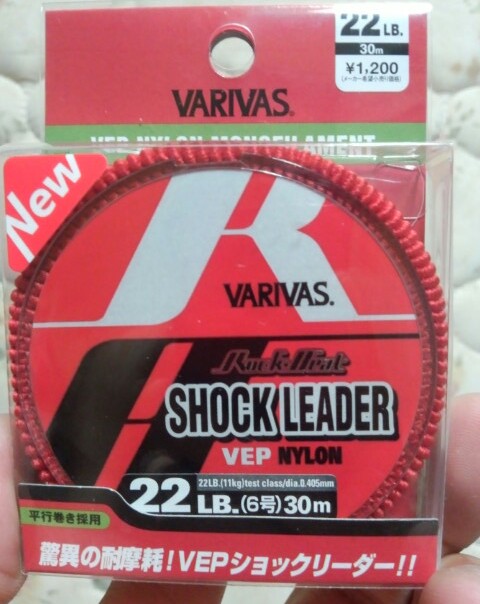 22LB.
30m
¥1,200
(メーカー希望小売り価格)
VARIVAS®
VEP NYLON MONOFILAMENT
New
R
VARIVAS®
H
Rock•Heat
SHOCK LEADER
VEP NYLON
22LB.(11kg)test class/dia.0.405mm
22LB.(6号)30m
平行巻き採用
驚異の耐摩耗!VEPショックリーダー!!